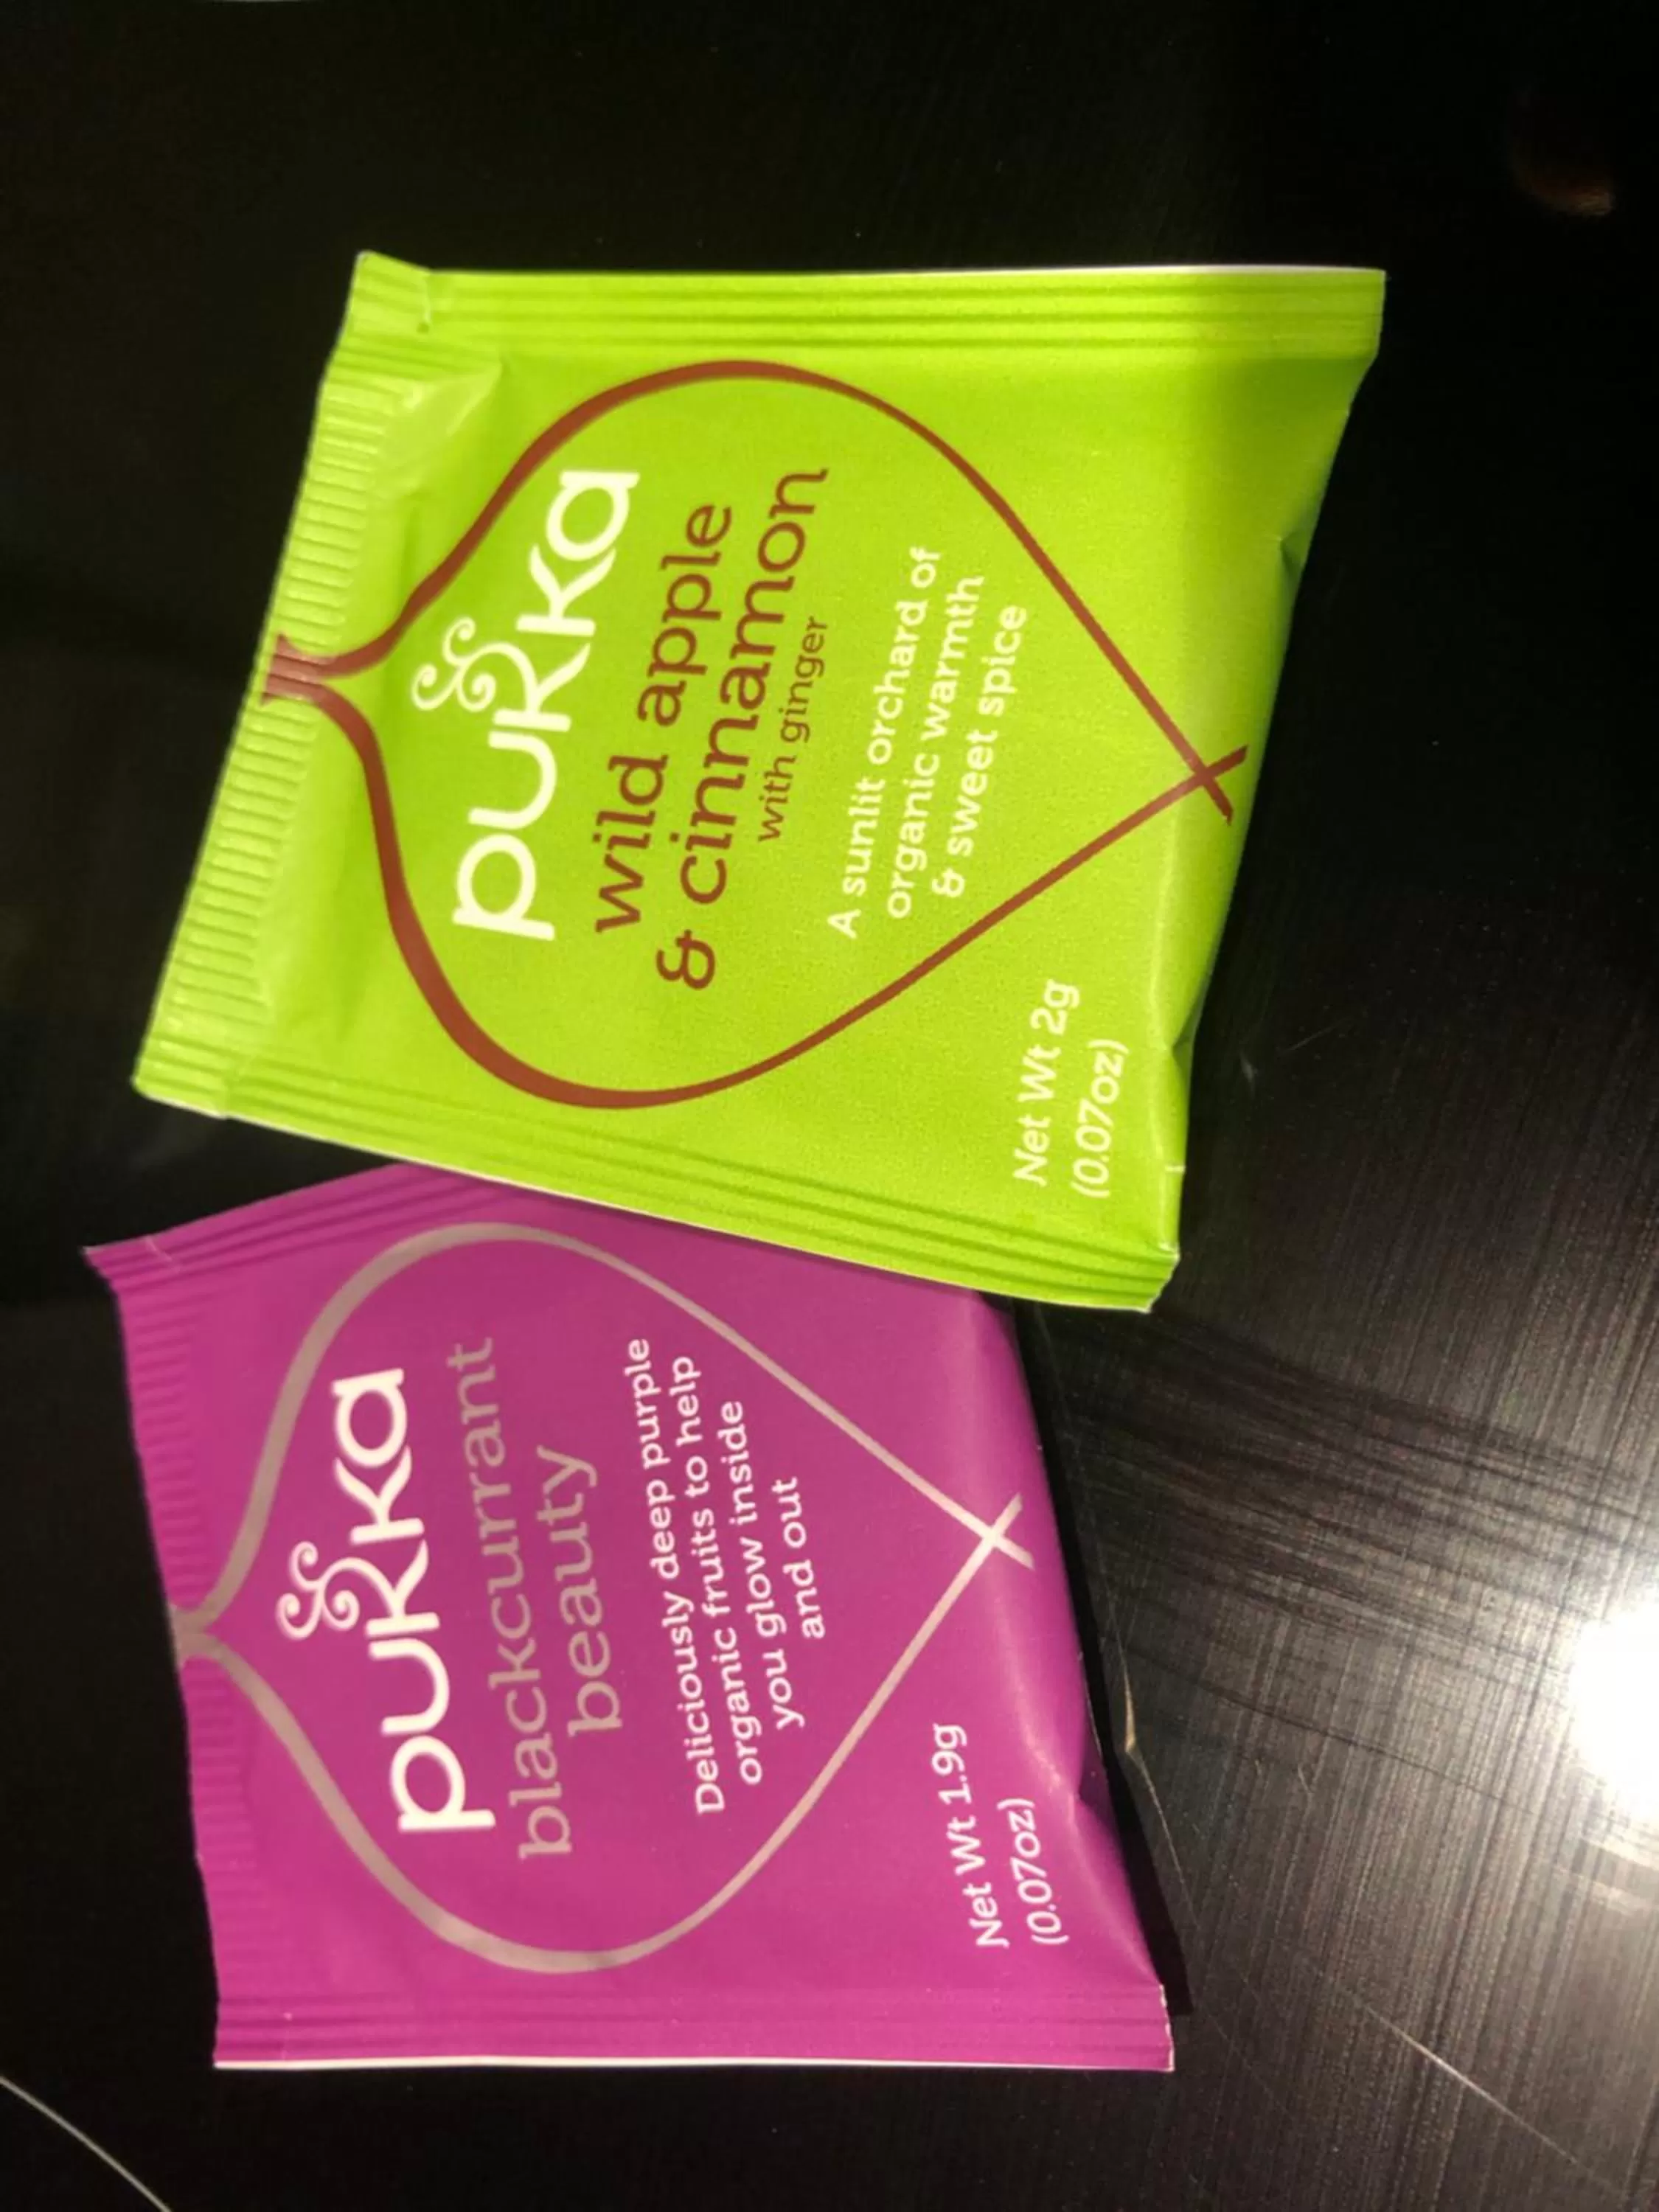 pukka
blackcurrant
beauty
Deliciously deep purple
organic fruits to help
you glow inside
and out
Net Wt 1.9g
(0.07oz)
pukka
wild apple
& cinnamon
with ginger
A sunlit orchard of
organic warmth
& sweet spice
Net Wt 2g
(0.07oz)